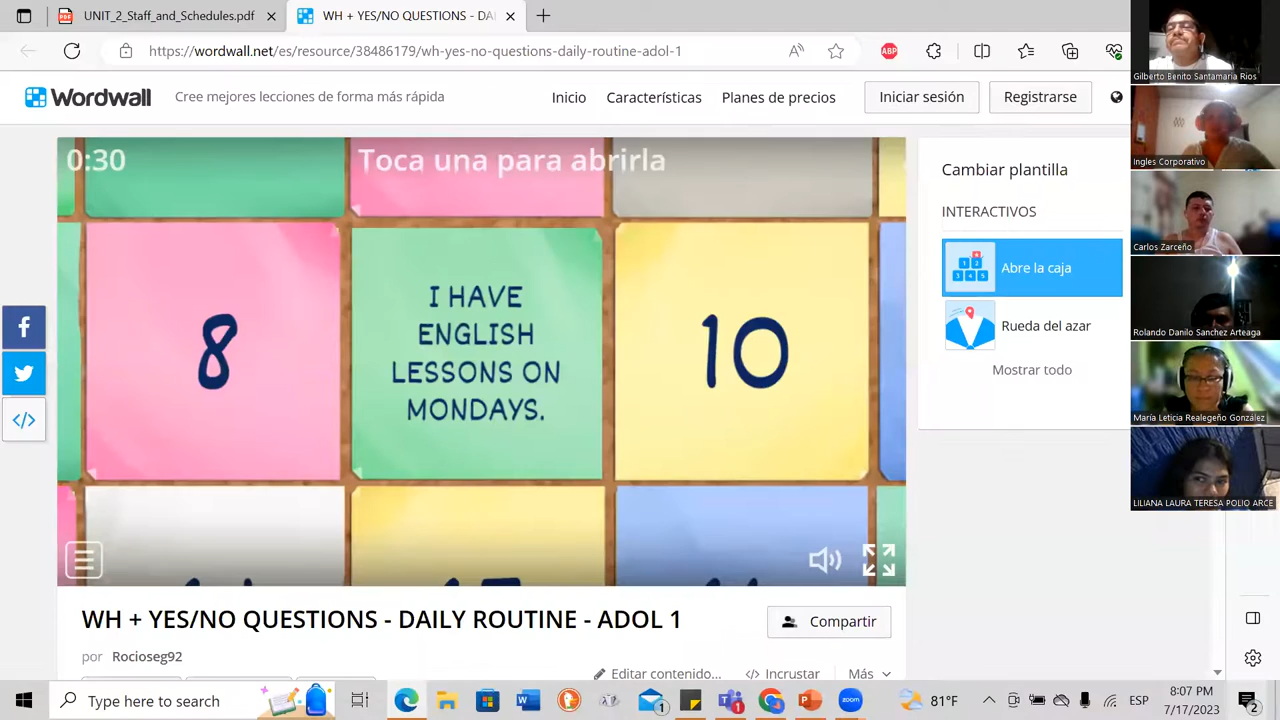 UNIT_2_Staff_and_Schedules.pdf
WH + YES/NO QUESTIONS - DAI
https://wordwall.net/es/resource/38486179/wh-yes-no-questions-daily-routine-adol-1
ABP
Wordwall
Cree mejores lecciones de forma más rápida
Inicio
Características
Planes de precios
Iniciar sesión
Registrarse
0:30
Toca una para abrirla
8
I HAVE
ENGLISH
LESSONS ON
MONDAYS.
10
Cambiar plantilla
INTERACTIVOS
Abre la caja
Rueda del azar
Mostrar todo
WH + YES/NO QUESTIONS - DAILY ROUTINE - ADOL 1
Compartir
por Rocioseg92
Editar contenido...
Incrustar
Más
Gilberto Benito Santamaria Rios
Ingles Corporativo
Carlos Zarceño
Rolando Danilo Sanchez Arteaga
María Leticia Realegeño González
LILIANA LAURA TERESA POLIO ARCE
Type here to search
81°F
ESP
8:07 PM
7/17/2023